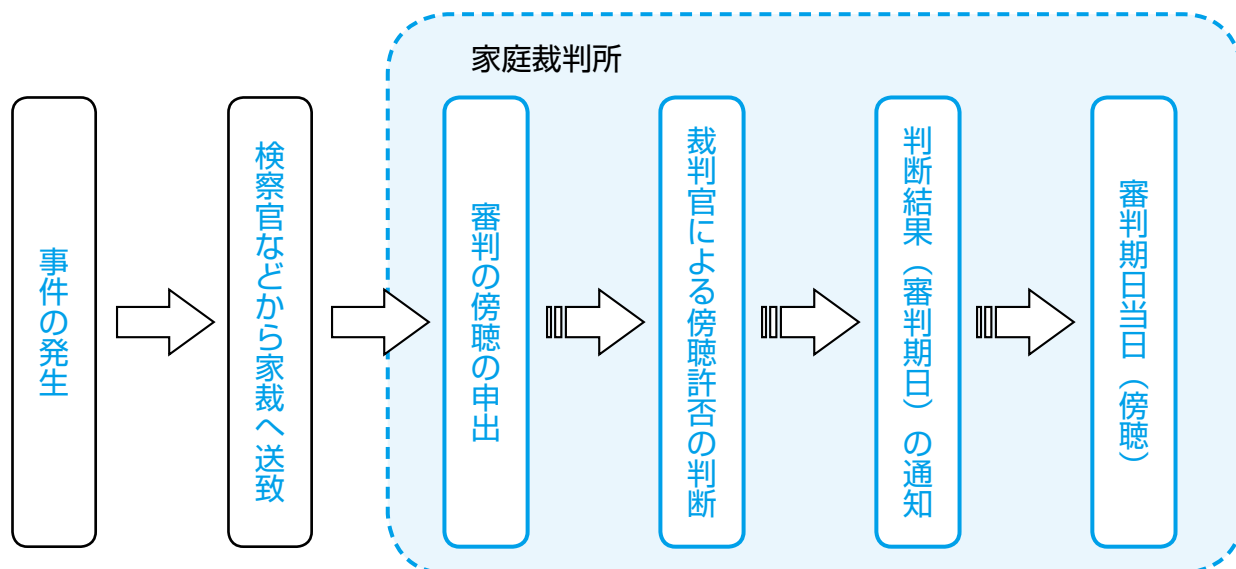 家庭裁判所
事件の発生
検察官などから家裁へ送致
審判の傍聴の申出
裁判官による傍聴許否の判断
判断結果（審判期日）の通知
審判期日当日（傍聴）